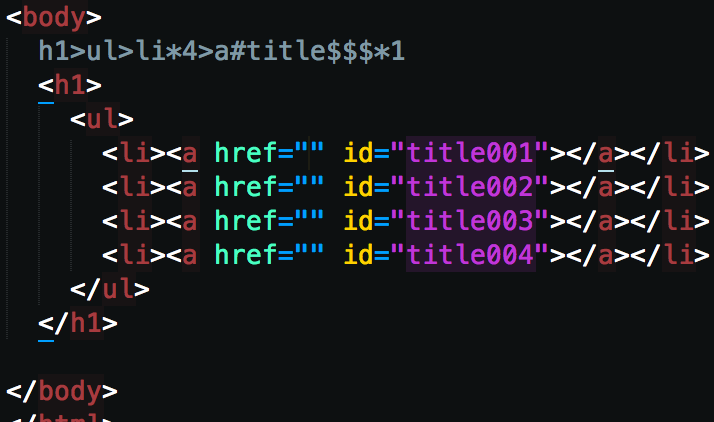 <body>
h1>ul>li*4>a#title$$$*1
<h1>
<ul>
<li><a href="" id="title001"></a></li>
<li><a href="" id="title002"></a></li>
<li><a href="" id="title003"></a></li>
<li><a href="" id="title004"></a></li>
</ul>
</h1>
</body>
</html>